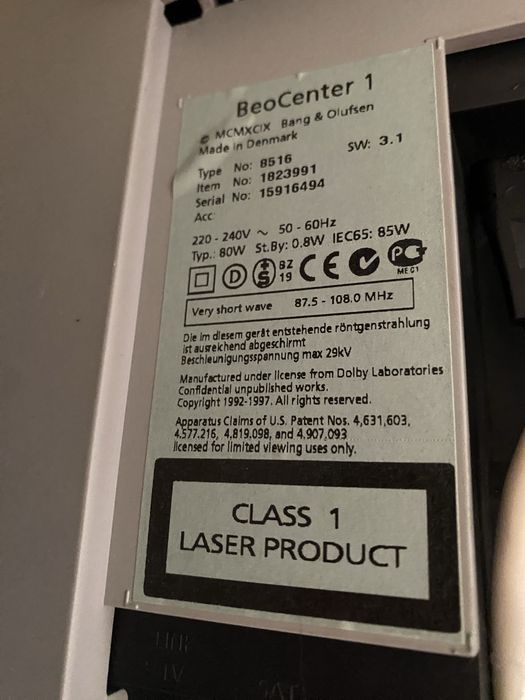 BeoCenter 1
© MCMXCIX Bang & Olufsen
Made in Denmark
Type No: 8516 SW: 3.1
Item No: 1823991
Serial No: 15916494
Acc
220 - 240V ~ 50 - 60Hz
Typ.: 80W St.By: 0.8W IEC65: 85W
D S BZ 19 CE PC ME61
Very short wave 87.5 - 108.0 MHz
Die im diesem gerät entstehende röntgenstrahlung
ist ausreichend abgeschirmt
Beschleunigungsspannung max 29kV
Manufactured under license from Dolby Laboratories
Confidential unpublished works.
Copyright 1992-1997. All rights reserved.
Apparatus Claims of U.S. Patent Nos. 4,631,603,
4,577,216, 4,819,098, and 4,907,093
licensed for limited viewing uses only.
CLASS 1
LASER PRODUCT